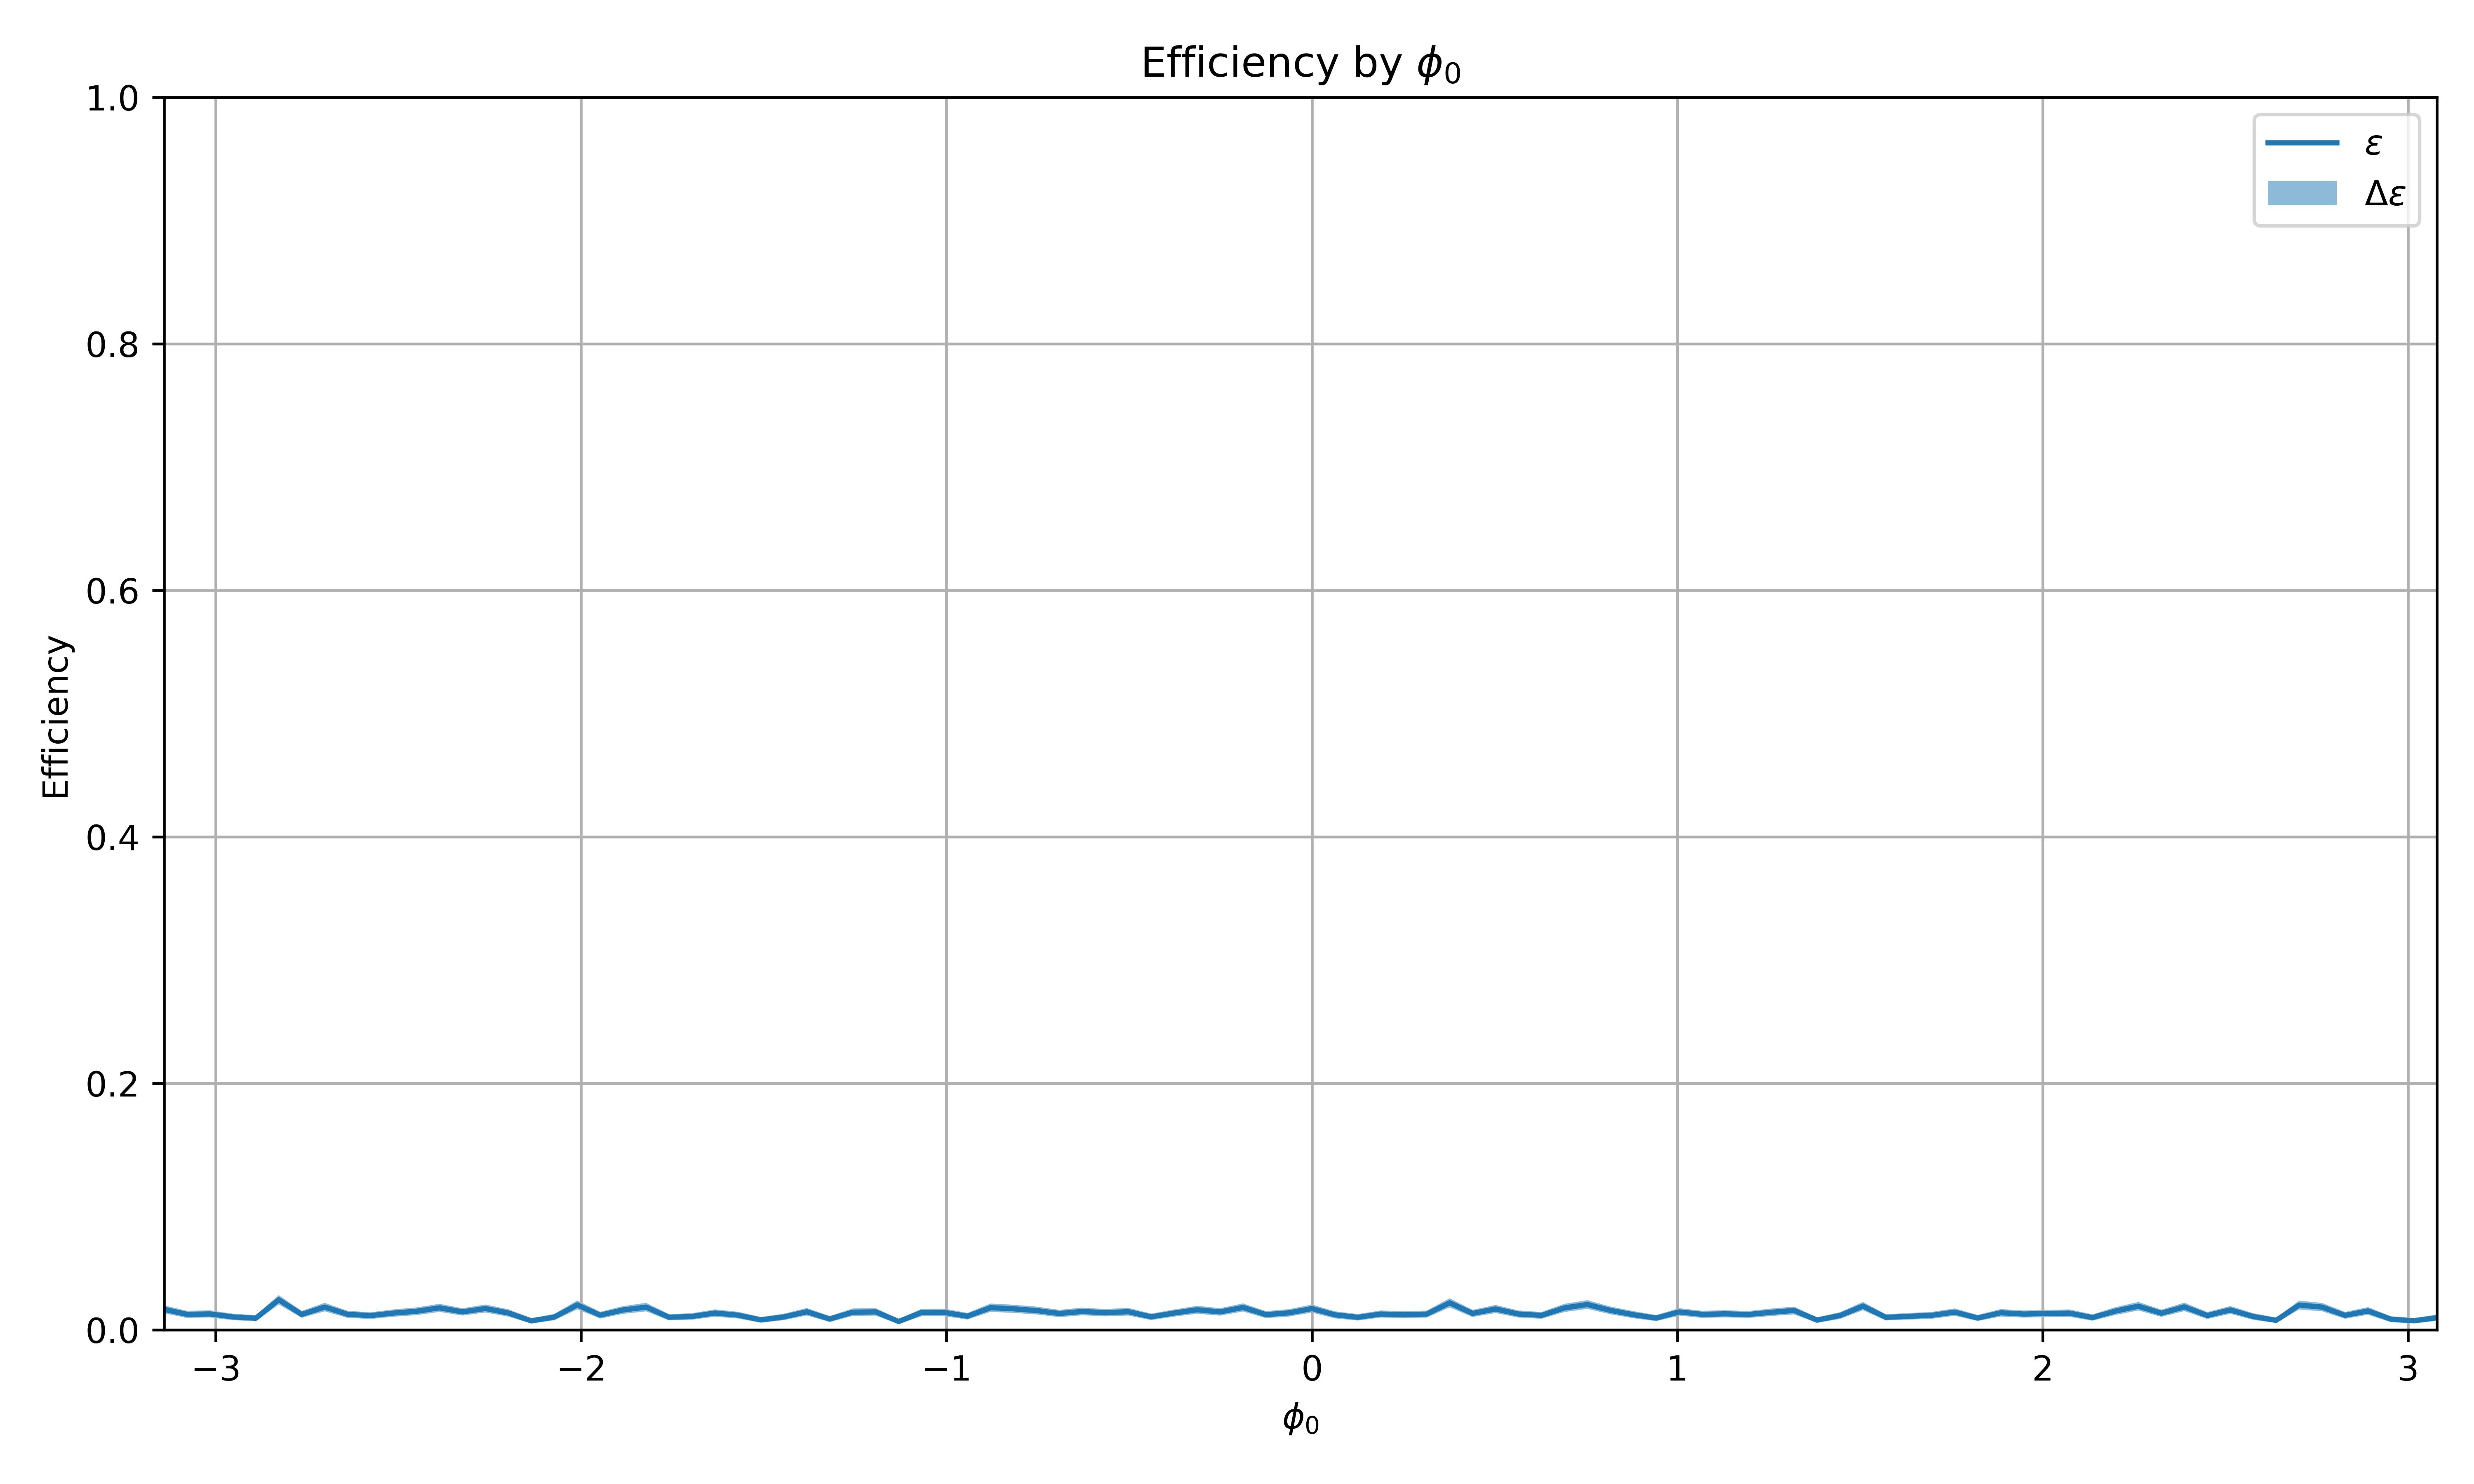 Efficiency by ϕ₀
1.0
0.8
0.6
0.4
0.2
0.0
Efficiency
−3
−2
−1
0
1
2
3
ϕ₀
ε
Δε